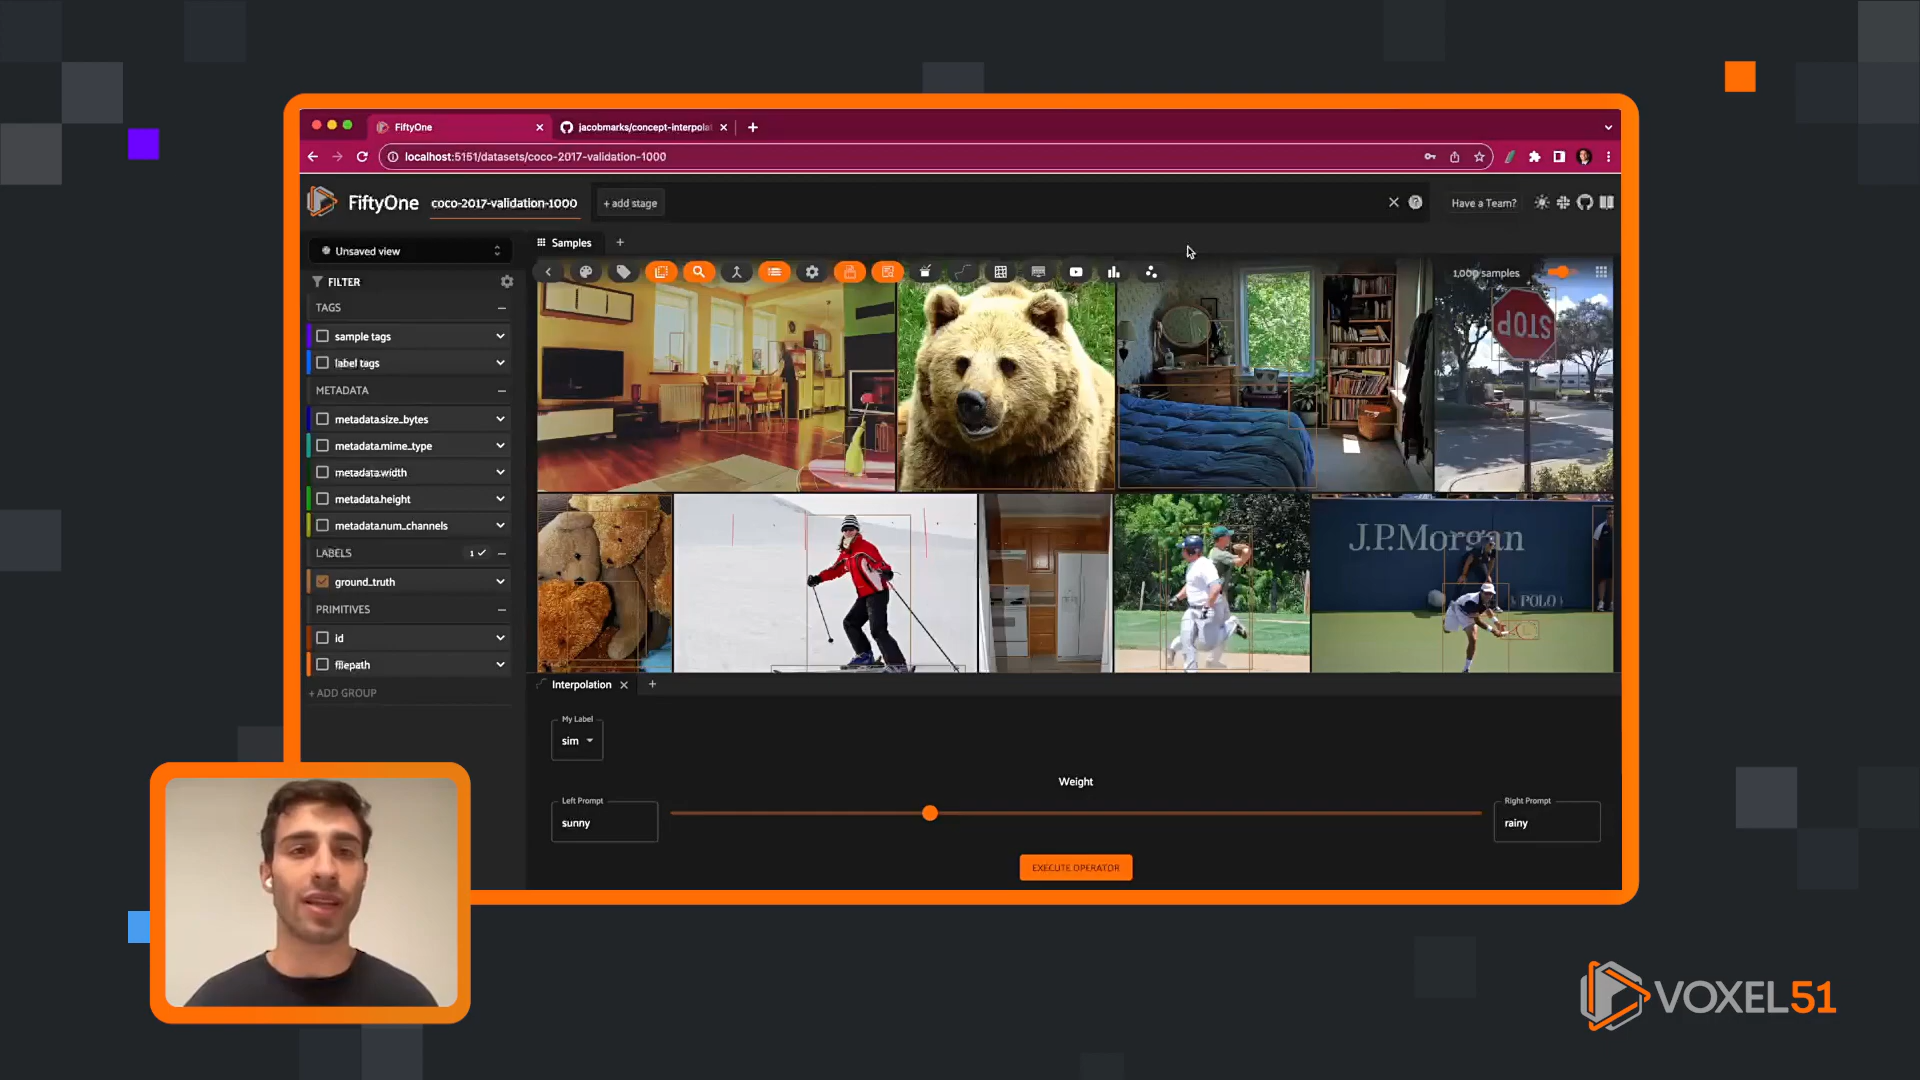 FiftyOne
jacobmarks/concept-interpolat
localhost:5151/datasets/coco-2017-validation-1000
FiftyOne
coco-2017-validation-1000
+ add stage
Have a Team?
Unsaved view
Samples
+
FILTER
1,000 samples
TAGS
sample tags
label tags
METADATA
metadata.size_bytes
metadata.mime_type
metadata.width
metadata.height
metadata.num_channels
LABELS
1
ground_truth
PRIMITIVES
id
filepath
+ ADD GROUP
STOP
J.P.Morgan
POLO
Interpolation
+
My Label
sim
Weight
Left Prompt
sunny
Right Prompt
rainy
EXECUTE OPERATOR
VOXEL51